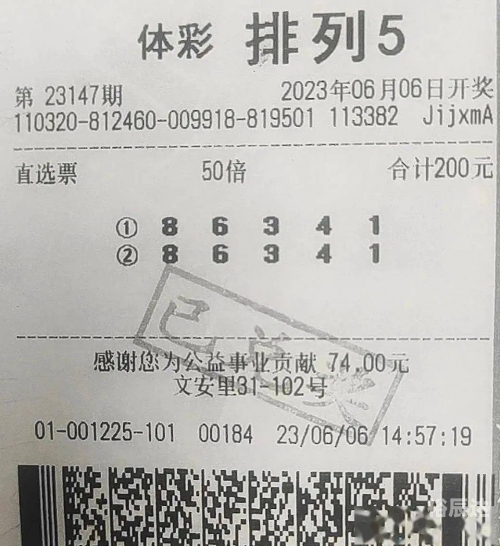 体彩 排列5
第 23147期 2023年06月06日开奖
110320-812460-009918-819501 113382 JijxmA
直选票 50倍 合计200元
① 8 6 3 4 1
② 8 6 3 4 1
已兑奖
感谢您为公益事业贡献 74.00元
文安里31-102号
01-001225-101 00184 23/06/06 14:57:19